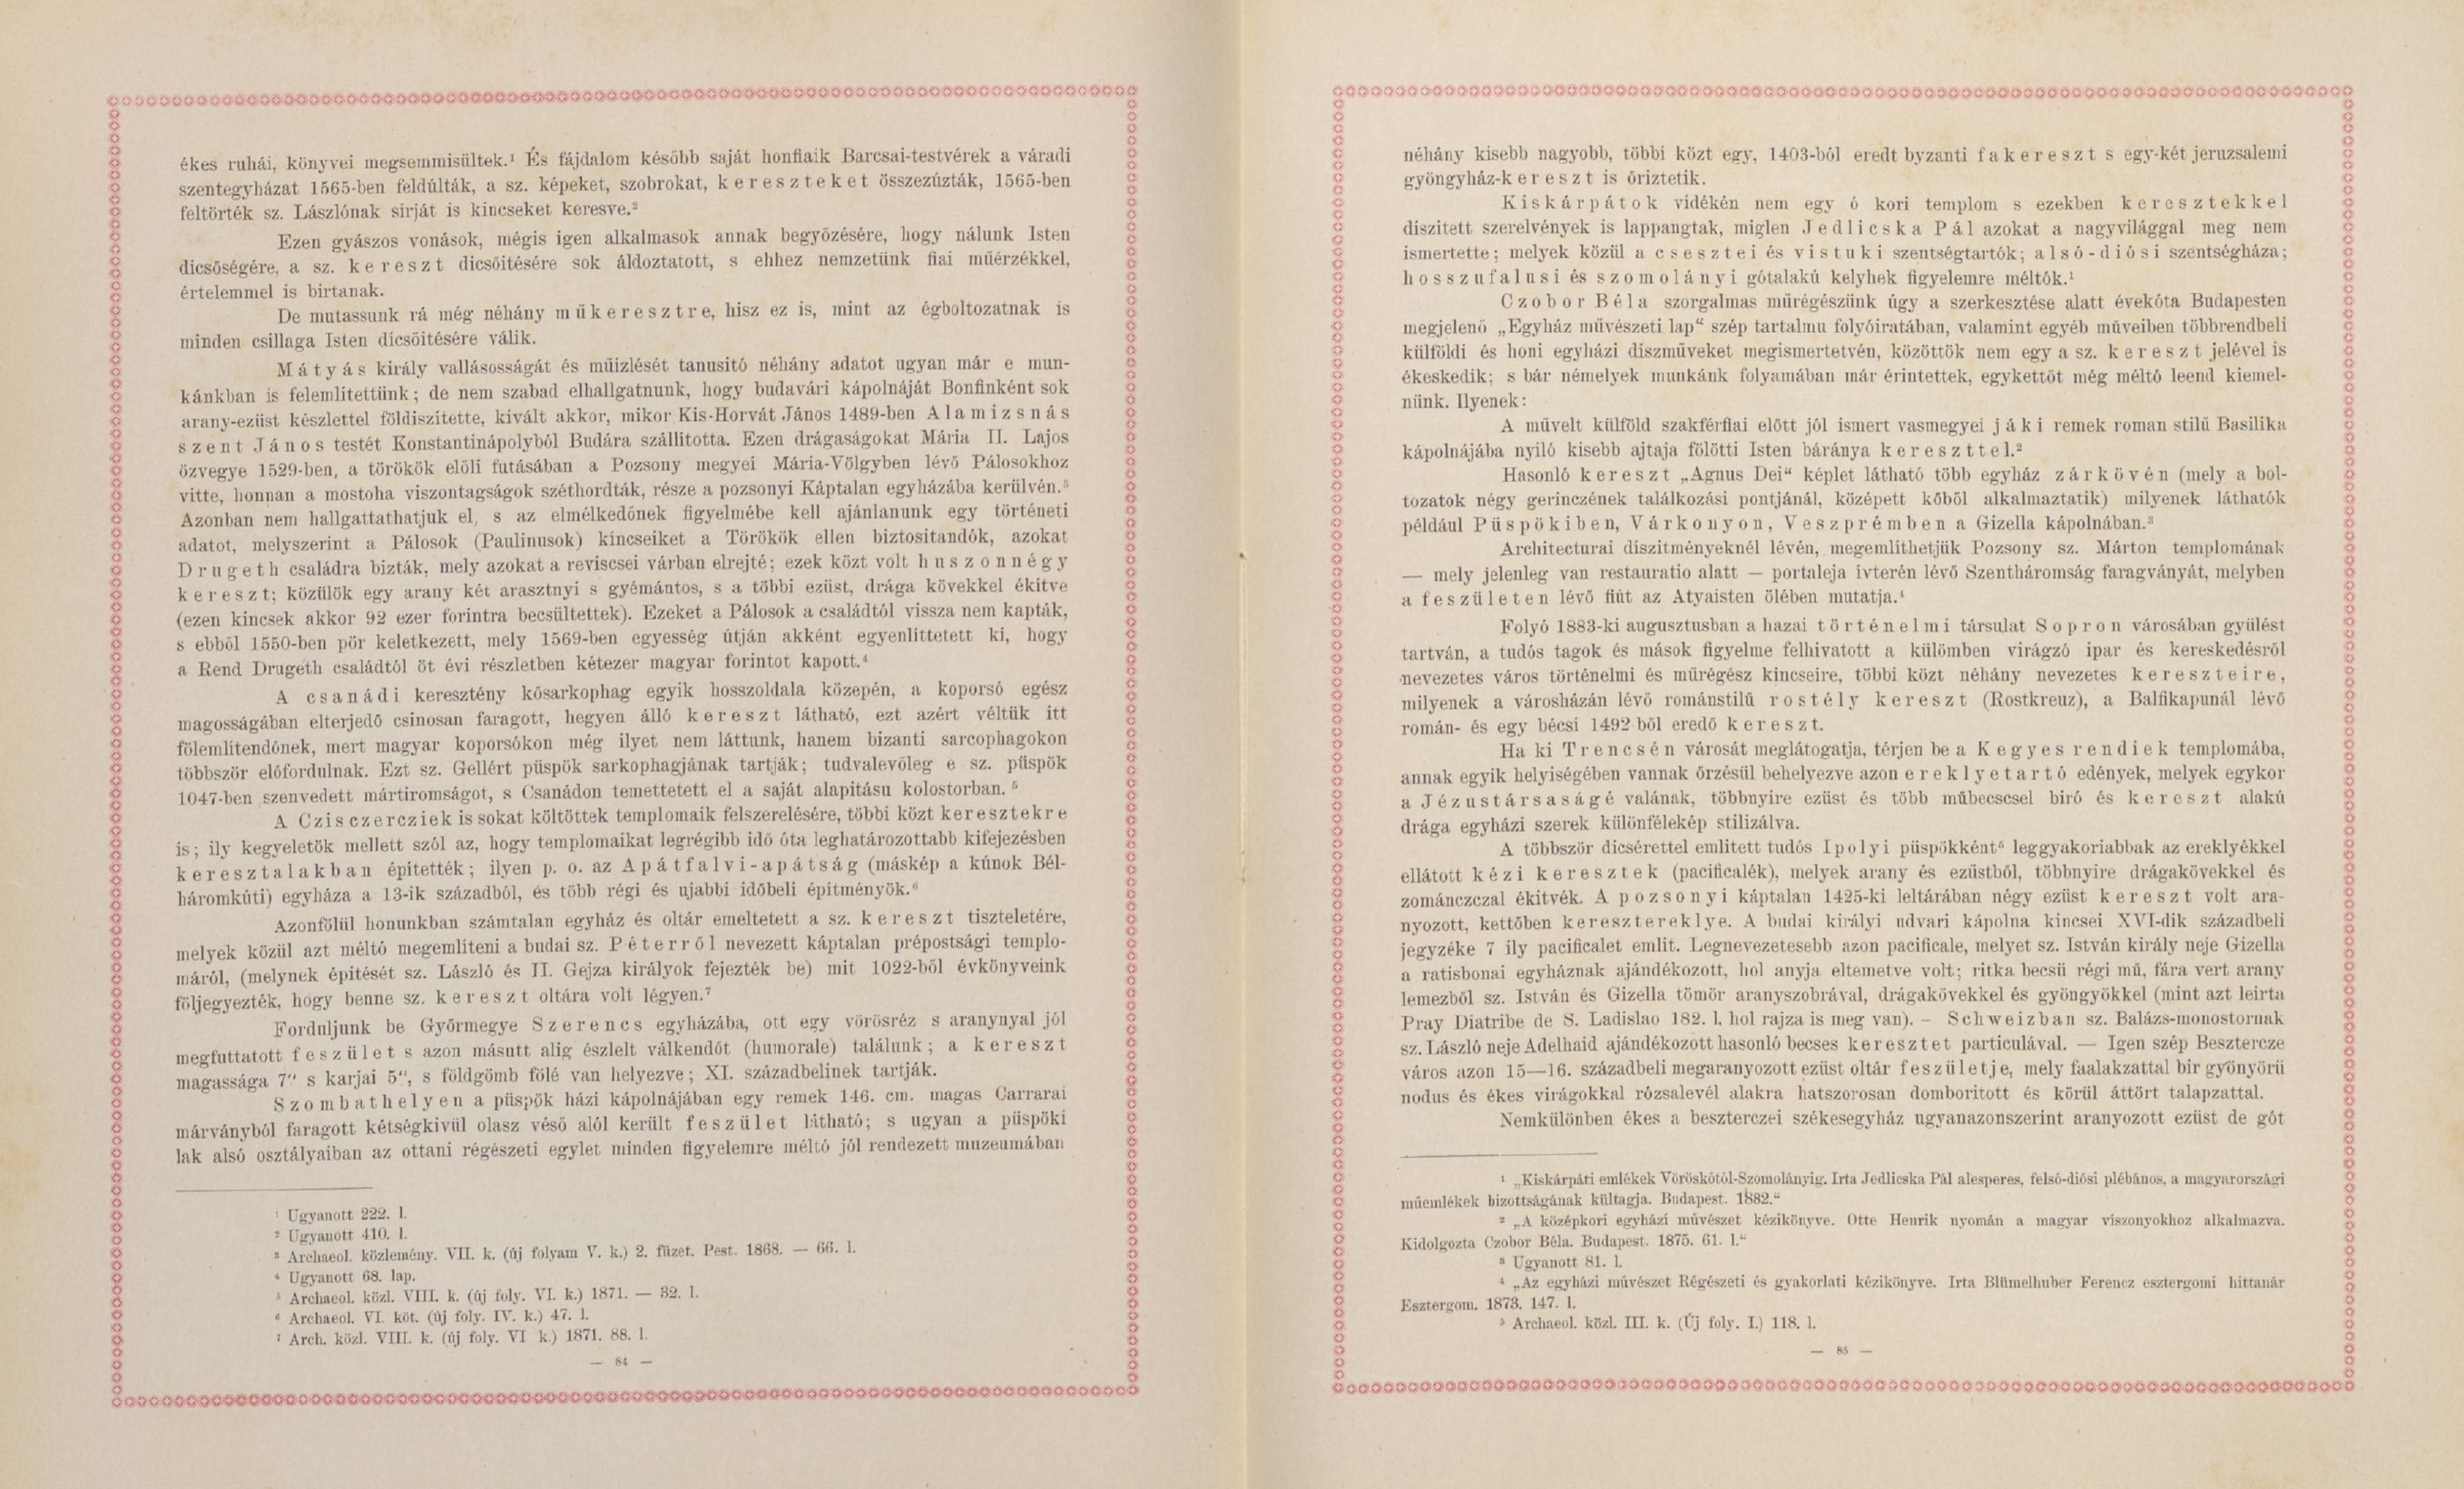 ékes ruhái, könyvei megsemmisültek.¹ És fájdalom később saját honfiaik Barcsai-testvérek a váradi
szentegyházat 1565-ben feldúlták, a sz. képeket, szobrokat, kereszteket összezúzták, 1565-ben
feltörték sz. Lászlónak sirját is kincseket keresve.²
Ezen gyászos vonások, mégis igen alkalmasok annak begyőzésére, hogy nálunk Isten
dicsőségére, a sz. kereszt dicsőitésére sok áldoztatott, s ehhez nemzetünk fiai műérzékkel,
értelemmel is birtanak.
De mutassunk rá még néhány műkeresztre, hisz ez is, mint az égboltozatnak is
minden csillaga Isten dícsőitésére válik.
Mátyás király vallásosságát és műizlését tanusitó néhány adatot ugyan már e mun-
kánkban is felemlítettünk; de nem szabad elhallgatnunk, hogy budavári kápolnáját Bonfinként sok
arany-ezüst készlettel földiszítette, kivált akkor, mikor Kis-Horvát János 1489-ben Alamizsnás
szent János testét Konstantinápolyból Budára szállította. Ezen drágaságokat Mária II. Lajos
özvegye 1529-ben, a törökök előli futásában a Pozsony megyei Mária-Völgyben lévő Pálosokhoz
vitte, honnan a mostoha viszontagságok széthordták, része a pozsonyi Káptalan egyházába kerülvén.³
Azonban nem hallgattathatjuk el, s az elmélkedőnek figyelmébe kell ajánlanunk egy történeti
adatot, melyszerint a Pálosok (Paulinusok) kincseiket a Törökök ellen biztositandók, azokat
Drugeth családra bizták, mely azokat a reviscsei várban elrejté; ezek közt volt huszonnégy
kereszt; közülök egy arany két arasztnyi s gyémántos, s a többi ezüst, drága kövekkel ékitve
(ezen kincsek akkor 92 ezer forintra becsültettek). Ezeket a Pálosok a családtól vissza nem kapták,
s ebből 1550-ben pör keletkezett, mely 1569-ben egyesség útján akként egyenlittetett ki, hogy
a Rend Drugeth családtól öt évi részletben kétezer magyar forintot kapott.⁴
A csanádi keresztény kősarkophag egyik hosszoldala közepén, a koporsó egész
magosságában elterjedő csinosan faragott, hegyen álló kereszt látható, ezt azért véltük itt
fölemlitendőnek, mert magyar koporsókon még ilyet nem láttunk, hanem bizanti sarcophagokon
többször előfordulnak. Ezt sz. Gellért püspök sarkophagjának tartják; tudvalevőleg e sz. püspök
1047-ben szenvedett mártiromságot, s Csanádon temettetett el a saját alapitásu kolostorban. ⁵
A Cziszcercziek is sokat költöttek templomaik felszerelésére, többi közt keresztekre
is; ily kegyeletök mellett szól az, hogy templomaikat legrégibb idő óta leghatározottabb kifejezésben
keresztalakban építették; ilyen p. o. az Apátfalvi-apátság (máskép a kúnok Bél-
háromkúti) egyháza a 13-ik századból, és több régi és ujabbi időbeli épitményök.⁶
Azonfölül honunkban számtalan egyház és oltár emeltetett a sz. kereszt tiszteletére,
melyek közül azt méltó megemlíteni a budai sz. Péterről nevezett káptalan prépostsági templo-
máról, (melynek épitését sz. László és II. Gejza királyok fejezték be) mit 1022-ből évkönyveink
följegyezték, hogy benne sz. kereszt oltára volt légyen.⁷
Forduljunk be Győrmegye Szerencs egyházába, ott egy vörösréz s aranynyal jól
megfuttatott feszület s azon másutt alig észlelt válkendőt (humorale) találunk; a kereszt
magassága 7" s karjai 5", s földgömb fölé van helyezve; XI. századbelinek tartják.
Szombathelyen a püspök házi kápolnájában egy remek 146. cm. magas Carrarai
márványból faragott kétségkivül olasz véső alól került feszület látható; s ugyan a püspöki
lak alsó osztályaiban az ottani régészeti egylet minden figyelemre méltó jól rendezett muzeumában
¹ Ugyanott 222. l.
² Ugyanott 410. l.
³ Archaeol. közlemény. VII. k. (új folyam V. k.) 2. füzet. Pest. 1868. — 66. l.
⁴ Ugyanott 68. lap.
⁵ Archaeol. közl. VIII. k. (új foly. VI. k.) 1871. — 32. l.
⁶ Archaeol. VI. köt. (új foly. IV. k.) 47. l.
⁷ Arch. közl. VIII. k. (új foly. VI k.) 1871. 88. l.
— 84 —
néhány kisebb nagyobb, többi közt egy, 1403-ból eredt byzanti fakereszt s egy-két jeruzsalemi
gyöngyház-kereszt is őriztetik.
Kiskárpátok vidékén nem egy ó kori templom s ezekben keresztekkel
diszitett szerelvények is lappangtak, miglen Jedlicska Pál azokat a nagyvilággal meg nem
ismertette; melyek közül a csesztei és vistuki szentségtartók; alsó-diósi szentségháza;
hosszufalusi és szomolányi gótalakú kelyhek figyelemre méltók.¹
Czobor Béla szorgalmas műrégészünk úgy a szerkesztése alatt évekóta Budapesten
megjelenő „Egyház művészeti lap“ szép tartalmu folyóiratában, valamint egyéb műveiben többrendbeli
külföldi és honi egyházi díszműveket megismertetvén, közöttök nem egy a sz. kereszt jelével is
ékeskedik; s bár némelyek munkánk folyamában már érintettek, egykettőt még méltó leend kiemel-
nünk. Ilyenek:
A művelt külföld szakférfiai előtt jól ismert vasmegyei jáki remek roman stilű Basilika
kápolnájába nyiló kisebb ajtaja fölötti Isten báránya kereszttel.²
Hasonló kereszt „Agnus Dei“ képlet látható több egyház zárkövén (mely a bol-
tozatok négy gerinczének találkozási pontjánál, középett kőből alkalmaztatik) milyenek láthatók
például Püspökiben, Várkonyon, Veszprémben a Gizella kápolnában.³
Architecturai diszitményeknél lévén, megemlíthetjük Pozsony sz. Márton templomának
— mely jelenleg van restauratio alatt — portaleja ivterén lévő Szentháromság faragványát, melyben
a feszületen lévő fiút az Atyaisten ölében mutatja.⁴
Folyó 1883-ki augusztusban a hazai történelmi társulat Sopron városában gyülést
tartván, a tudós tagok és mások figyelme felhivatott a külömben virágzó ipar és kereskedésről
nevezetes város történelmi és műrégész kincseire, többi közt néhány nevezetes kereszteire,
milyenek a városházán lévő románstilű rostély kereszt (Rostkreuz), a Balfikapunál lévő
román- és egy bécsi 1492-ből eredő kereszt.
Ha ki Trencsén városát meglátogatja, térjen be a Kegyesrendiek templomába,
annak egyik helyiségében vannak őrzésül behelyezve azon ereklyetartó edények, melyek egykor
a Jézustársaságé valának, többnyire ezüst és több műbecscsel biró és kereszt alakú
drága egyházi szerek különfélekép stilizálva.
A többször dicsérettel emlitett tudós Ipolyi püspökként⁵ leggyakoriabbak az ereklyékkel
ellátott kézi keresztek (pacificalék), melyek arany és ezüstből, többnyire drágakövekkel és
zománczczal ékitvék. A pozsonyi káptalan 1425-ki leltárában négy ezüst kereszt volt ara-
nyozott, kettőben keresztereklye. A budai királyi udvari kápolna kincsei XVI-dik századbeli
jegyzéke 7 ily pacificalet emlit. Legnevezetesebb azon pacificale, melyet sz. István király neje Gizella
a ratisbonai egyháznak ajándékozott, hol anyja eltemetve volt; ritka becsü régi mű, fára vert arany
lemezből sz. István és Gizella tömör aranyszobrával, drágakövekkel és gyöngyökkel (mint azt leirta
Pray Diatribe de S. Ladislao 182. l. hol rajza is meg van). – Schweizban sz. Balázs-monostornak
sz. László neje Adelhaid ajándékozott hasonló becses keresztet particulával. — Igen szép Besztercze
város azon 15—16. századbeli megaranyozott ezüst oltár feszületje, mely faalakzattal bir gyönyörü
nodus és ékes virágokkal rózsalevél alakra hatszorosan domboritott és körül áttört talapzattal.
Nemkülönben ékes a beszterczei székesegyház ugyanazonszerint aranyozott ezüst de gót
¹ „Kiskárpáti emlékek Vöröskőtől-Szomolányig. Irta Jedlicska Pál alesperes, felső-diósi plébános, a magyarországi
műemlékek bizottságának kültagja. Budapest. 1882.“
² „A középkori egyházi művészet kézikönyve. Otte Henrik nyomán a magyar viszonyokhoz alkalmazva.
Kidolgozta Czobor Béla. Budapest. 1875. 61. l.“
³ Ugyanott 81. l.
⁴ „Az egyházi művészet Régészeti és gyakorlati kézikönyve. Irta Blümelhuber Ferencz esztergomi hittanár
Esztergom. 1873. 147. l.
⁵ Archaeol. közl. III. k. (Új foly. I.) 118. l.
— 85 —